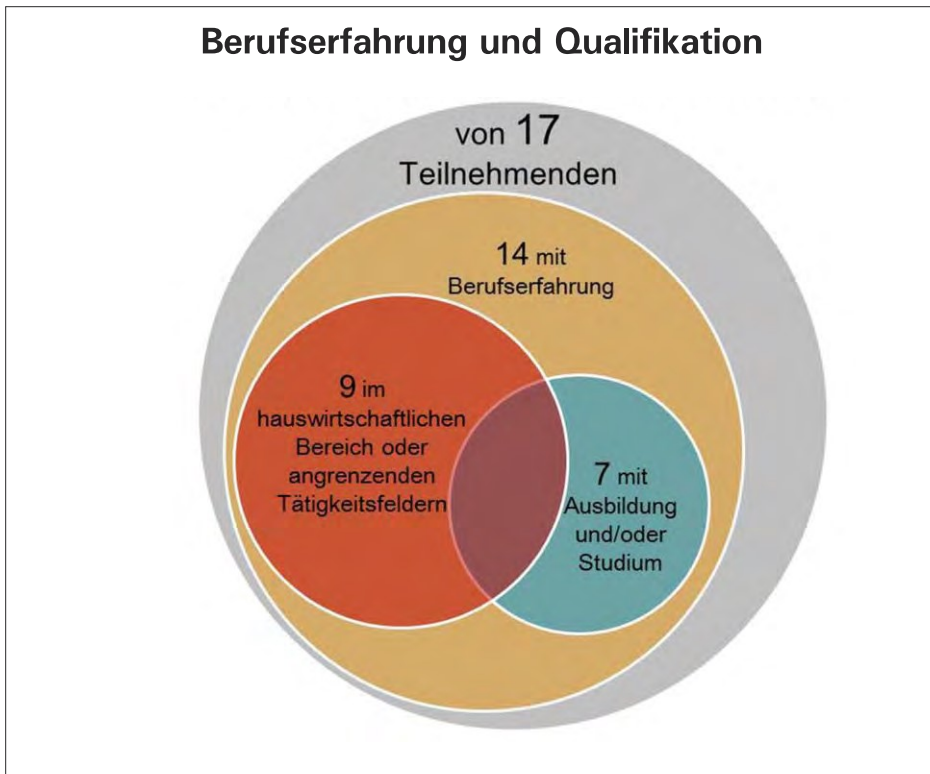 Berufserfahrung und Qualifikation
von 17
Teilnehmenden
14 mit
Berufserfahrung
9 im
hauswirtschaftlichen
Bereich oder
angrenzenden
Tätigkeitsfeldern
7 mit
Ausbildung
und/oder
Studium